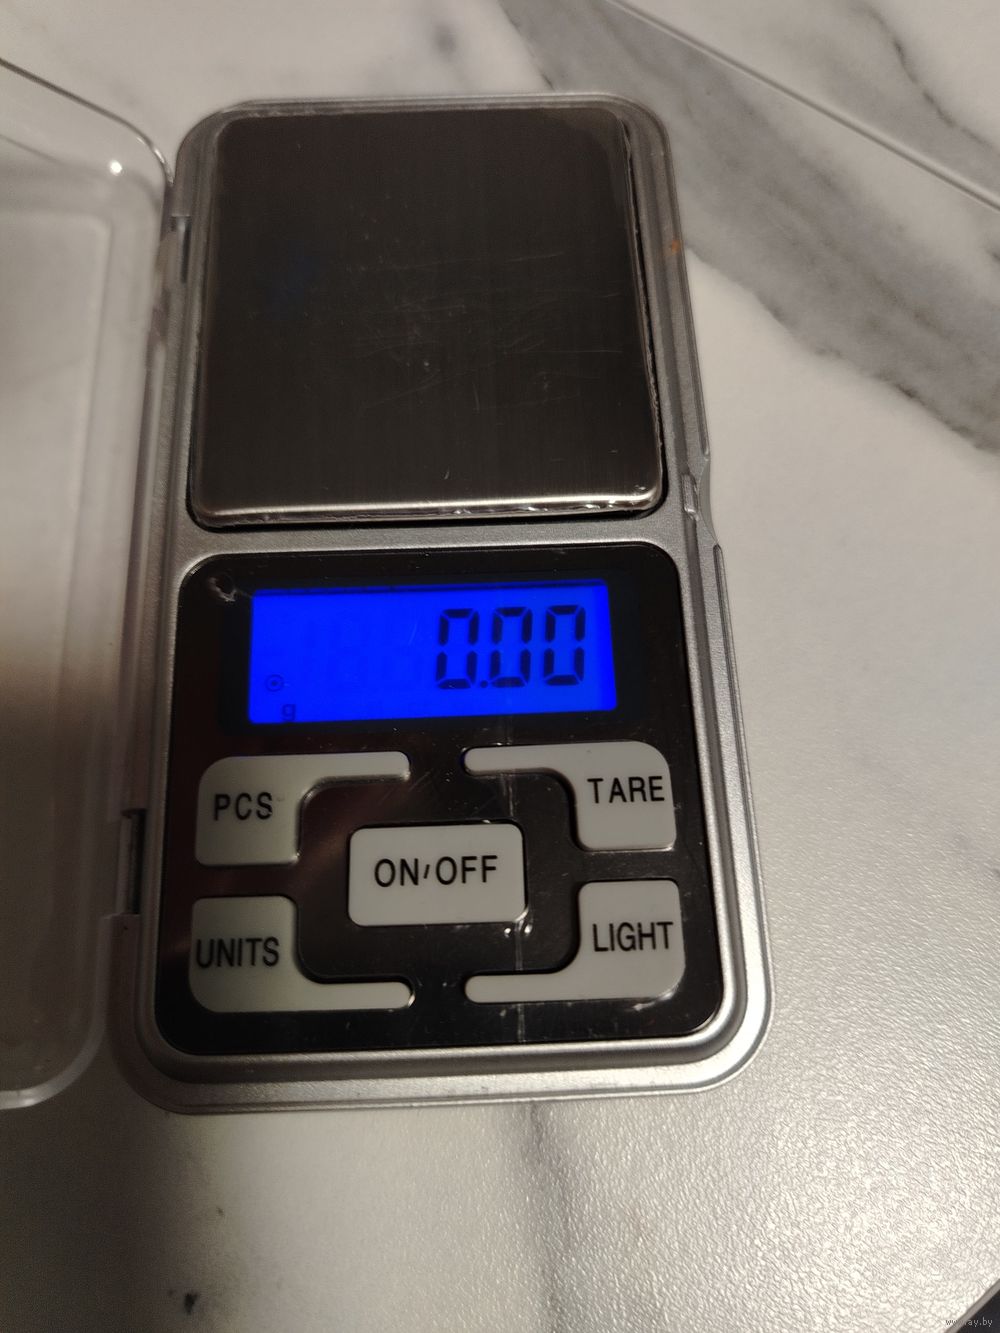 0.00
g
PCS
TARE
ON/OFF
UNITS
LIGHT